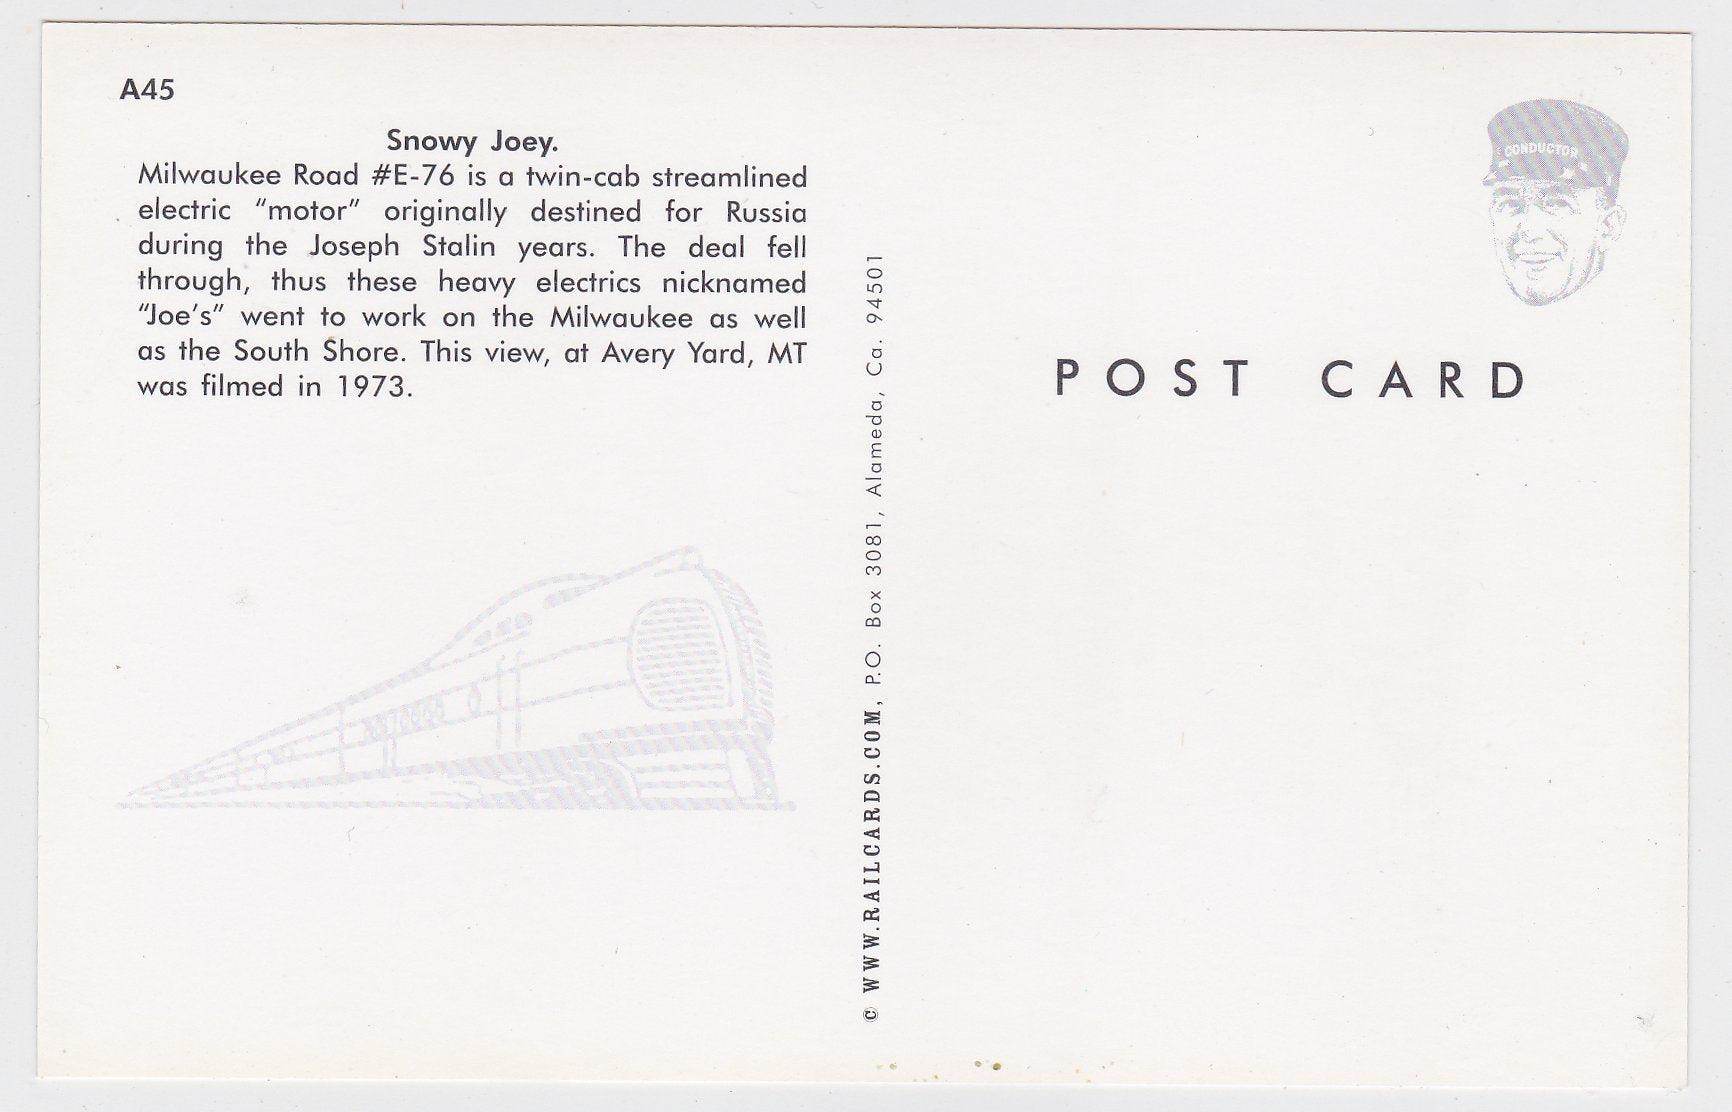 A45
Snowy Joey.
Milwaukee Road #E-76 is a twin-cab streamlined
electric "motor" originally destined for Russia
during the Joseph Stalin years. The deal fell
through, thus these heavy electrics nicknamed
"Joe's" went to work on the Milwaukee as well
as the South Shore. This view, at Avery Yard, MT
was filmed in 1973.
© WWW.RAILCARDS.COM, P.O. Box 3081, Alameda, Ca. 94501
CONDUCTOR
POST CARD